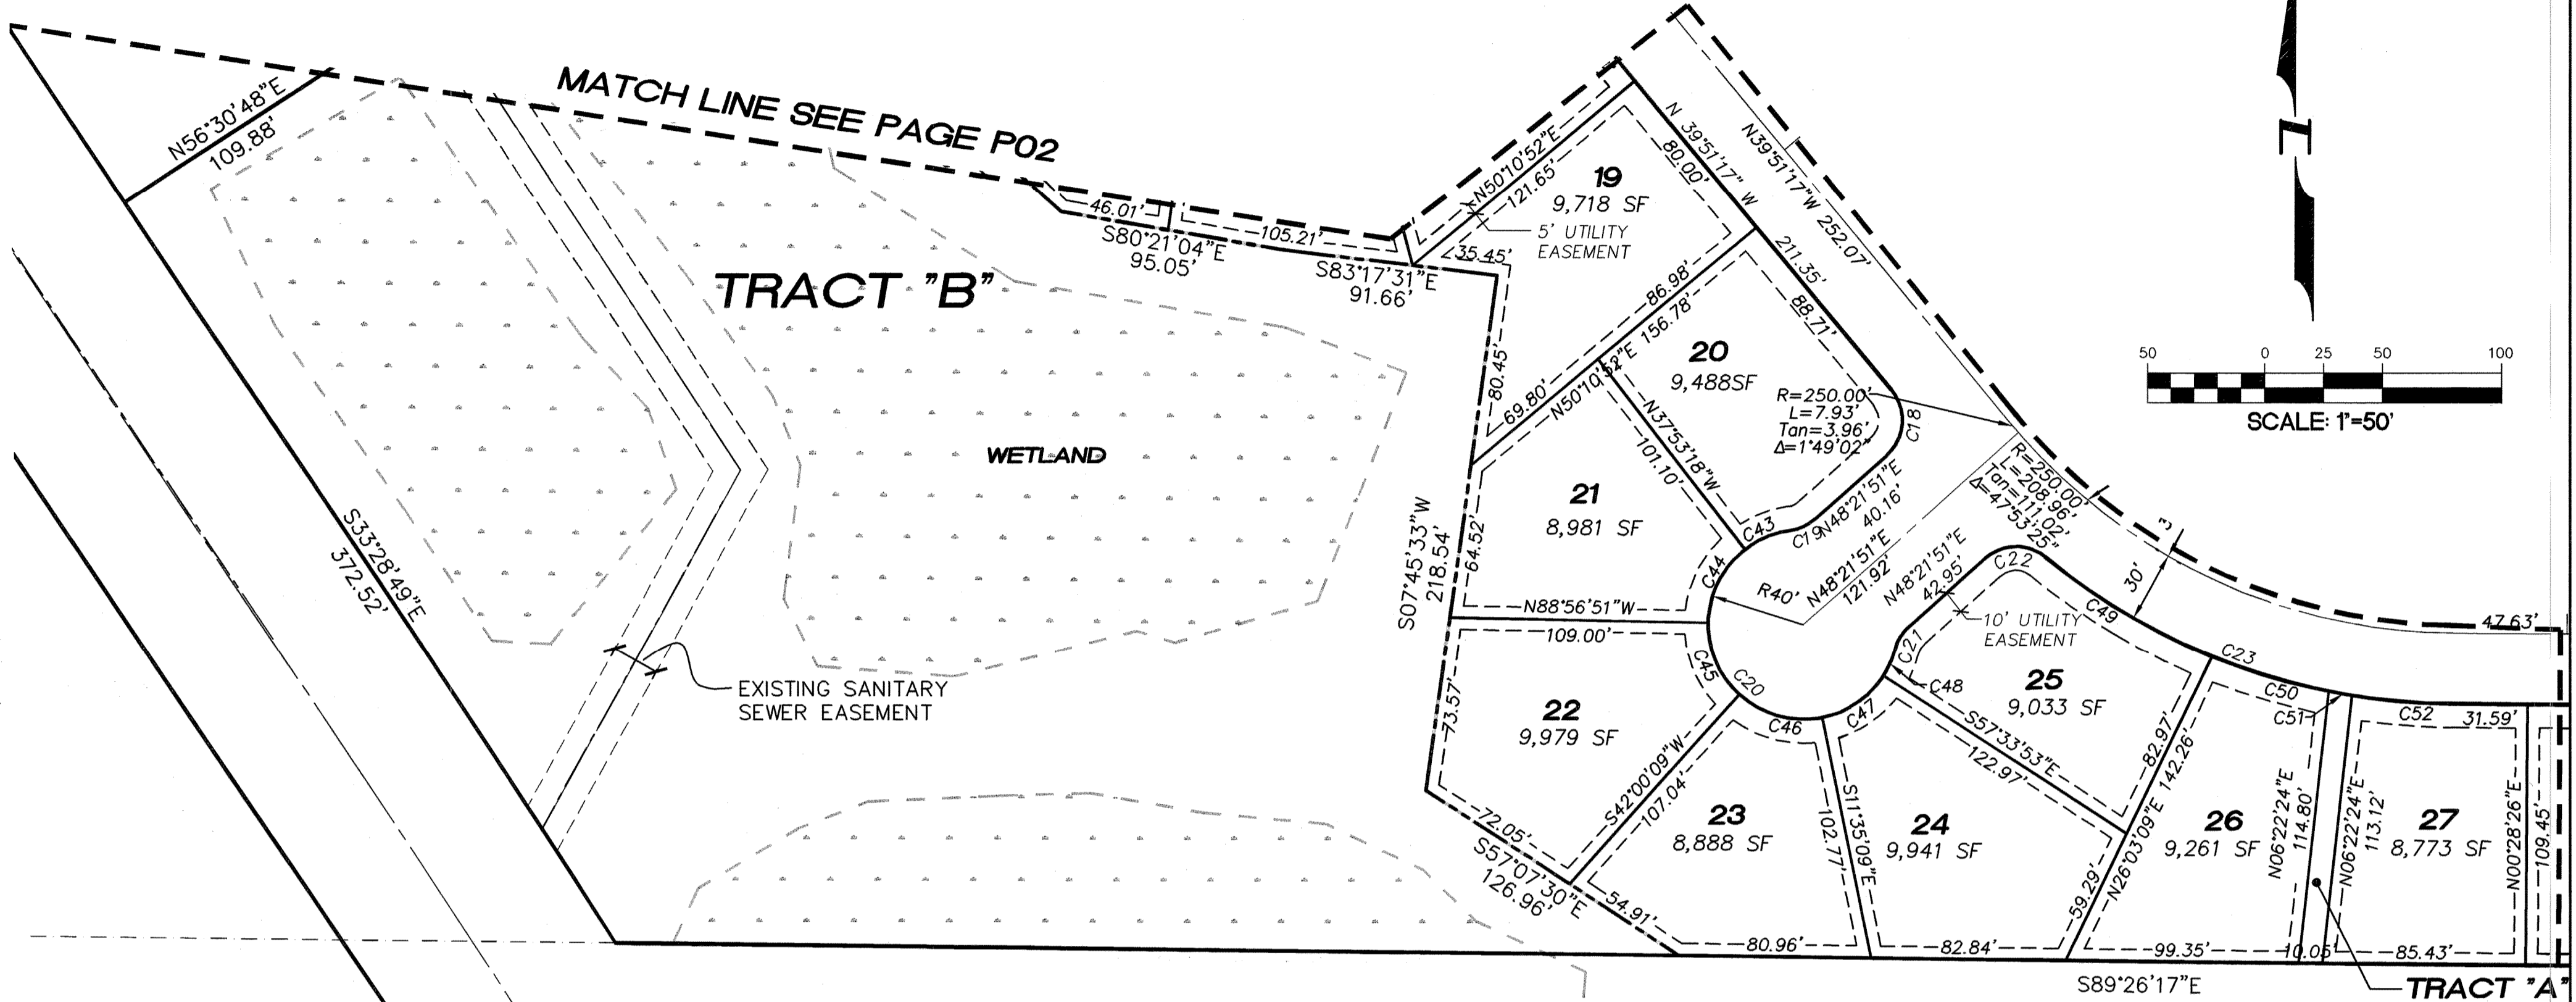 N56°30'48"E
109.88'
MATCH LINE SEE PAGE P02
46.01'
S80°21'04"E
95.05'
105.21'
S83°17'31"E
91.66'
N50°10'52"E
121.65'
35.45'
5' UTILITY
EASEMENT
19
9,718 SF
N 39°51'17" W
80.00'
211.35'
N39°51'17"W 252.07'
50 0 25 50 100
SCALE: 1"=50'
TRACT "B"
WETLAND
S33°28'49"E
372.52'
EXISTING SANITARY
SEWER EASEMENT
80.45'
86.98'
N50°10'52"E 156.78'
69.80'
88.71'
20
9,488SF
R=250.00'
L=7.93'
Tan=3.96'
Δ=1°49'02"
C18
N37°53'18"W
101.10'
21
8,981 SF
64.52'
S07°45'33"W
218.54'
C43
C19
N48°21'51"E
40.16'
C44
R40'
N48°21'51"E
121.92'
N48°21'51"E
42.95'
R=250.00'
L=208.96'
Tan=111.02'
Δ=47°53'25"
C22
3
30'
C49
10' UTILITY
EASEMENT
47.63'
N88°56'51"W
109.00'
C45
C20
C21
C48
C23
25
9,033 SF
C50
C51
C52
31.59'
22
9,979 SF
73.57'
72.05'
S57°07'30"E
126.96'
S42°00'09"W
107.04'
C46
C47
S57°33'53"E
122.97'
82.97'
N26°03'09"E 142.26'
59.29'
23
8,888 SF
54.91'
80.96'
S11°35'09"E
102.77'
24
9,941 SF
82.84'
26
9,261 SF
99.35'
N06°22'24"E
114.80'
10.05'
N06°22'24"E
113.12'
27
8,773 SF
85.43'
N00°28'26"E
109.45'
S89°26'17"E
TRACT "A"